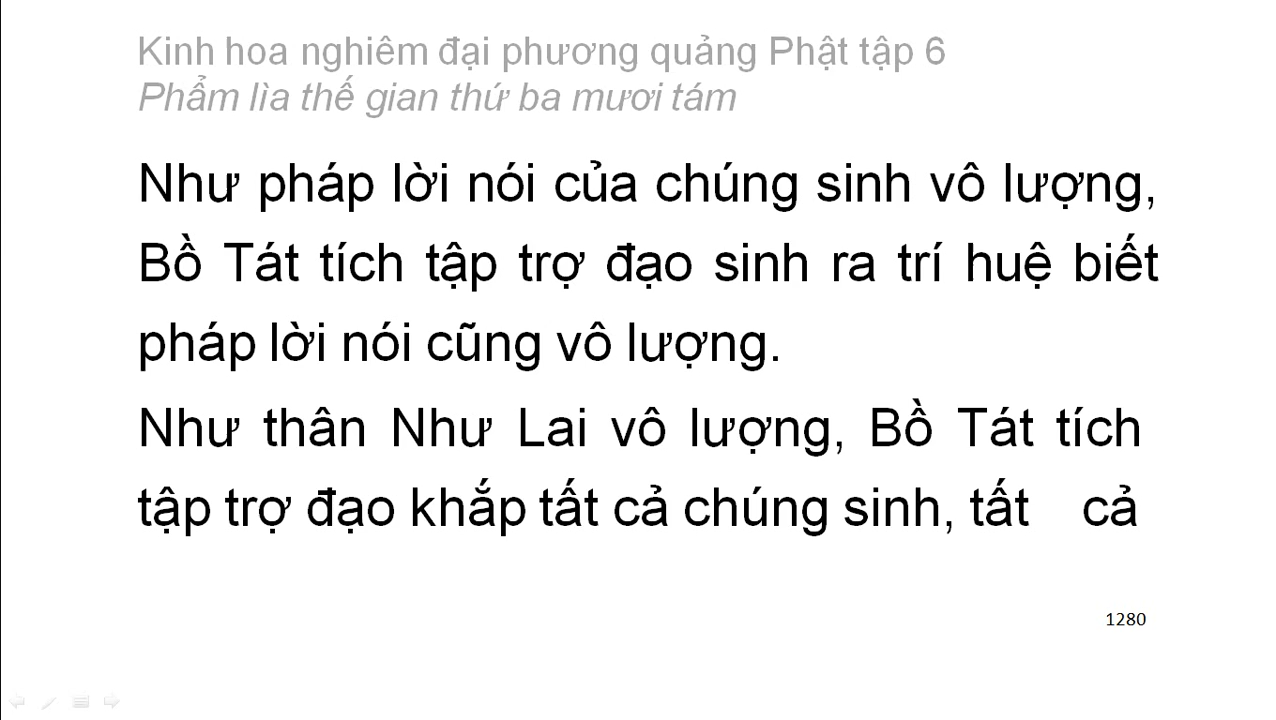 Kinh hoa nghiêm đại phương quảng Phật tập 6
Phẩm lìa thế gian thứ ba mươi tám
Như pháp lời nói của chúng sinh vô lượng,
Bồ Tát tích tập trợ đạo sinh ra trí huệ biết
pháp lời nói cũng vô lượng.
Như thân Như Lai vô lượng, Bồ Tát tích
tập trợ đạo khắp tất cả chúng sinh, tất cả
1280